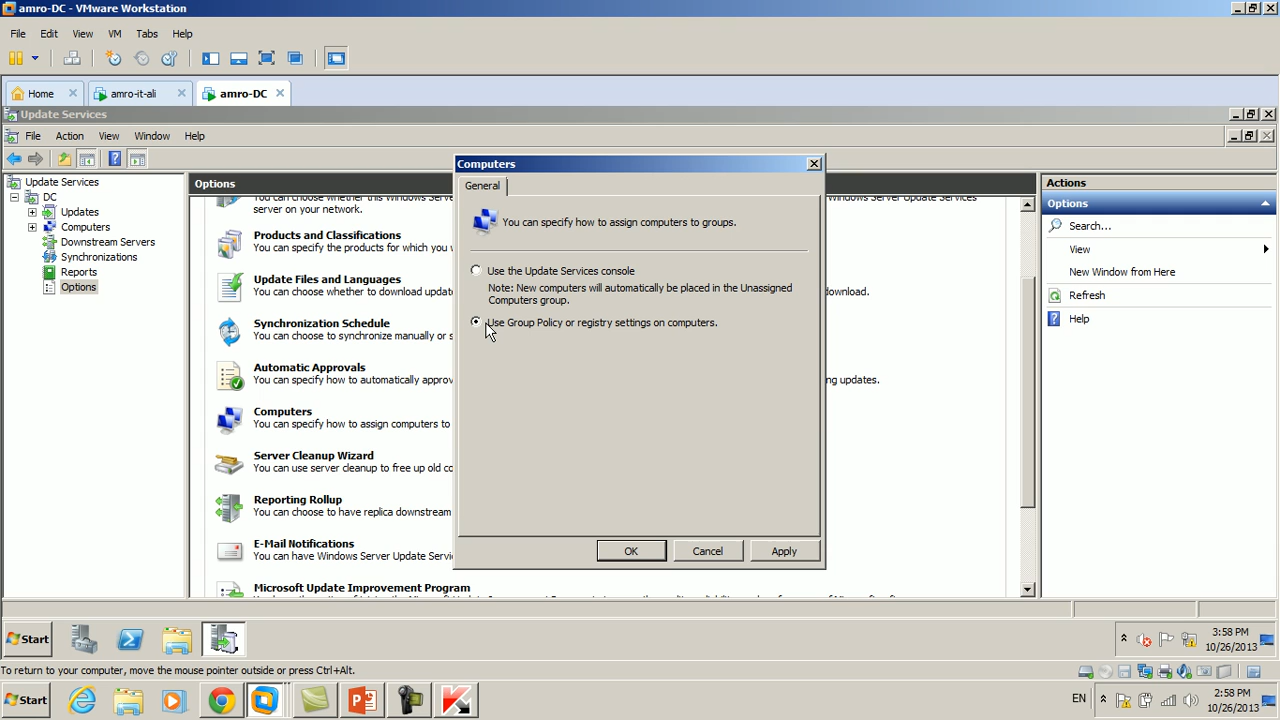 amro-DC - VMware Workstation
File Edit View VM Tabs Help
Home amro-it-ali amro-DC
Update Services
File Action View Window Help
Update Services
DC
Updates
Computers
Downstream Servers
Synchronizations
Reports
Options
Options
You can choose whether this Windows Server Update Services
server on your network.
Products and Classifications
You can specify the products for which you
Update Files and Languages
You can choose whether to download updat download.
Synchronization Schedule
You can choose to synchronize manually or s
Automatic Approvals
You can specify how to automatically approv ng updates.
Computers
You can specify how to assign computers to
Server Cleanup Wizard
You can use server cleanup to free up old co
Reporting Rollup
You can choose to have replica downstream
E-Mail Notifications
You can have Windows Server Update Servi
Microsoft Update Improvement Program
Computers
General
You can specify how to assign computers to groups.
Use the Update Services console
Note: New computers will automatically be placed in the Unassigned
Computers group.
Use Group Policy or registry settings on computers.
OK Cancel Apply
Actions
Options
Search...
View
New Window from Here
Refresh
Help
Start 3:58 PM
10/26/2013
To return to your computer, move the mouse pointer outside or press Ctrl+Alt.
Start EN 2:58 PM
10/26/2013